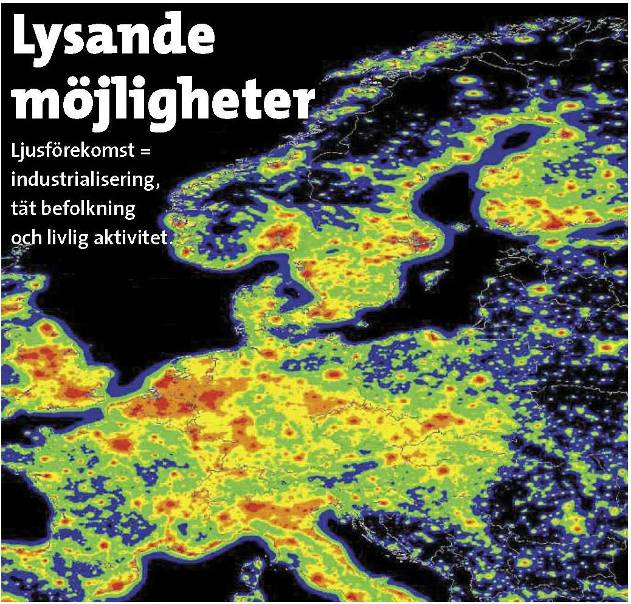 Lysande
möjligheter
Ljusförekomst =
industrialisering,
tät befolkning
och livlig aktivitet.